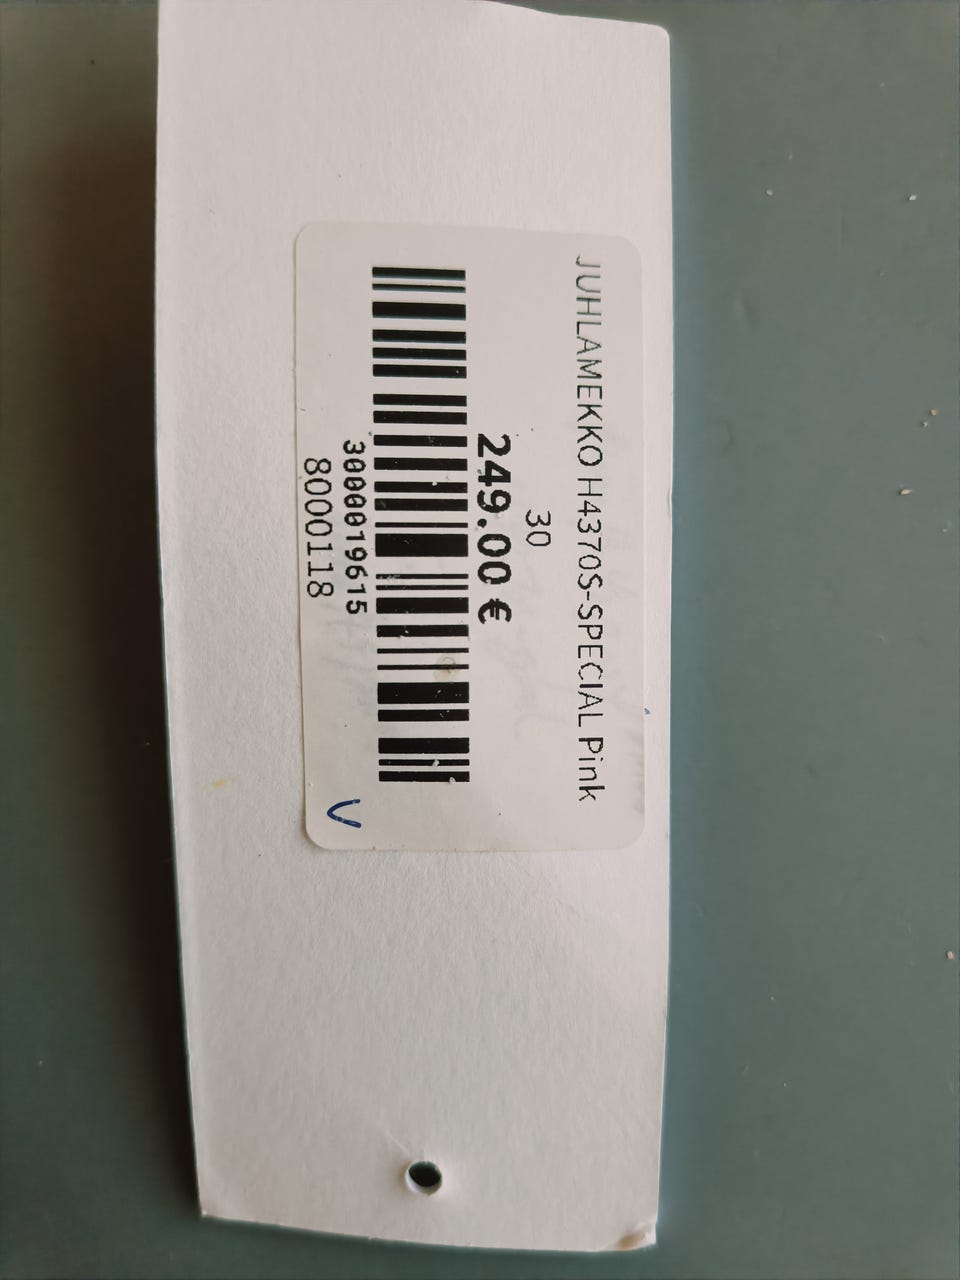 JUHLAMEKKO H4370S-SPECIAL Pink
30
249.00 €
3000019615
8000118